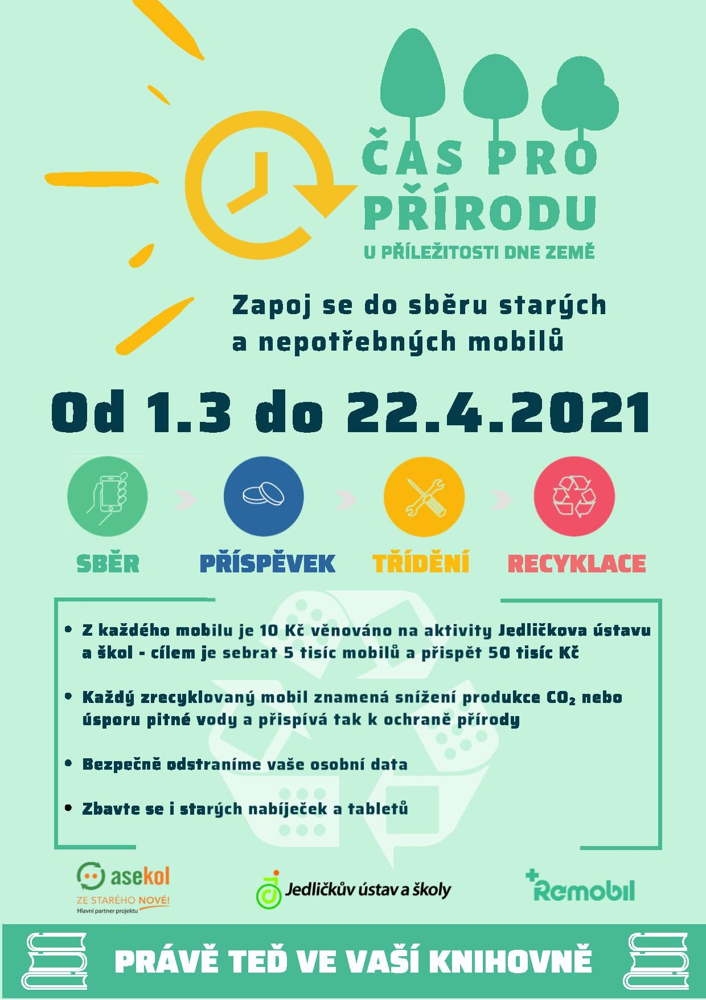 ČAS PRO
PŘÍRODU
U PŘÍLEŽITOSTI DNE ZEMĚ
Zapoj se do sběru starých
a nepotřebných mobilů
Od 1.3 do 22.4.2021
SBĚR PŘÍSPĚVEK TŘÍDĚNÍ RECYKLACE
• Z každého mobilu je 10 Kč věnováno na aktivity Jedličkova ústavu
a škol - cílem je sebrat 5 tisíc mobilů a přispět 50 tisíc Kč
• Každý zrecyklovaný mobil znamená snížení produkce CO₂ nebo
úsporu pitné vody a přispívá tak k ochraně přírody
• Bezpečně odstraníme vaše osobní data
• Zbavte se i starých nabíječek a tabletů
asekol
ZE STARÉHO NOVÉ!
Hlavní partner projektu
Jedličkův ústav a školy
Remobil
PRÁVĚ TEĎ VE VAŠÍ KNIHOVNĚ